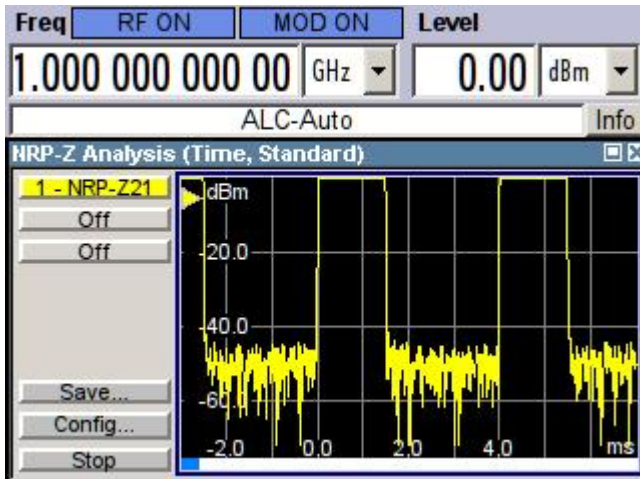 Freq RF ON MOD ON Level
1.000 000 000 00 GHz 0.00 dBm
ALC-Auto Info
NRP-Z Analysis (Time, Standard)
1 - NRP-Z21
Off
Off
Save...
Config...
Stop
dBm
-20.0
-40.0
-60.0
-2.0 0.0 2.0 4.0 ms